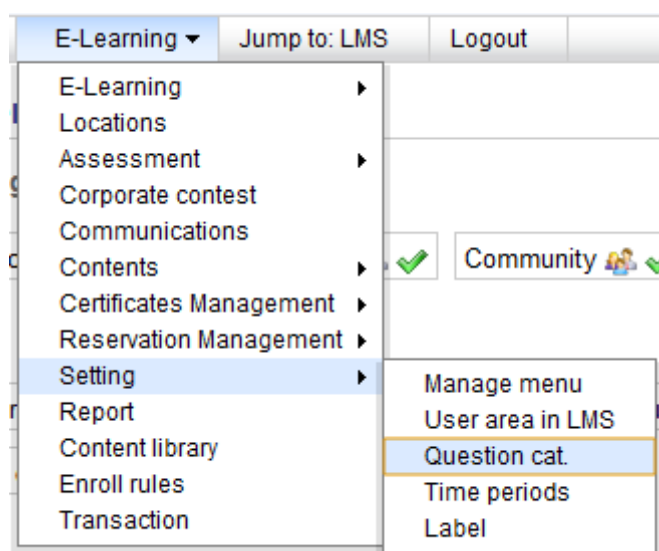 E-Learning
Jump to: LMS
Logout
E-Learning
Locations
Assessment
Corporate contest
Communications
Contents
Certificates Management
Reservation Management
Setting
Report
Content library
Enroll rules
Transaction
Community
Manage menu
User area in LMS
Question cat.
Time periods
Label